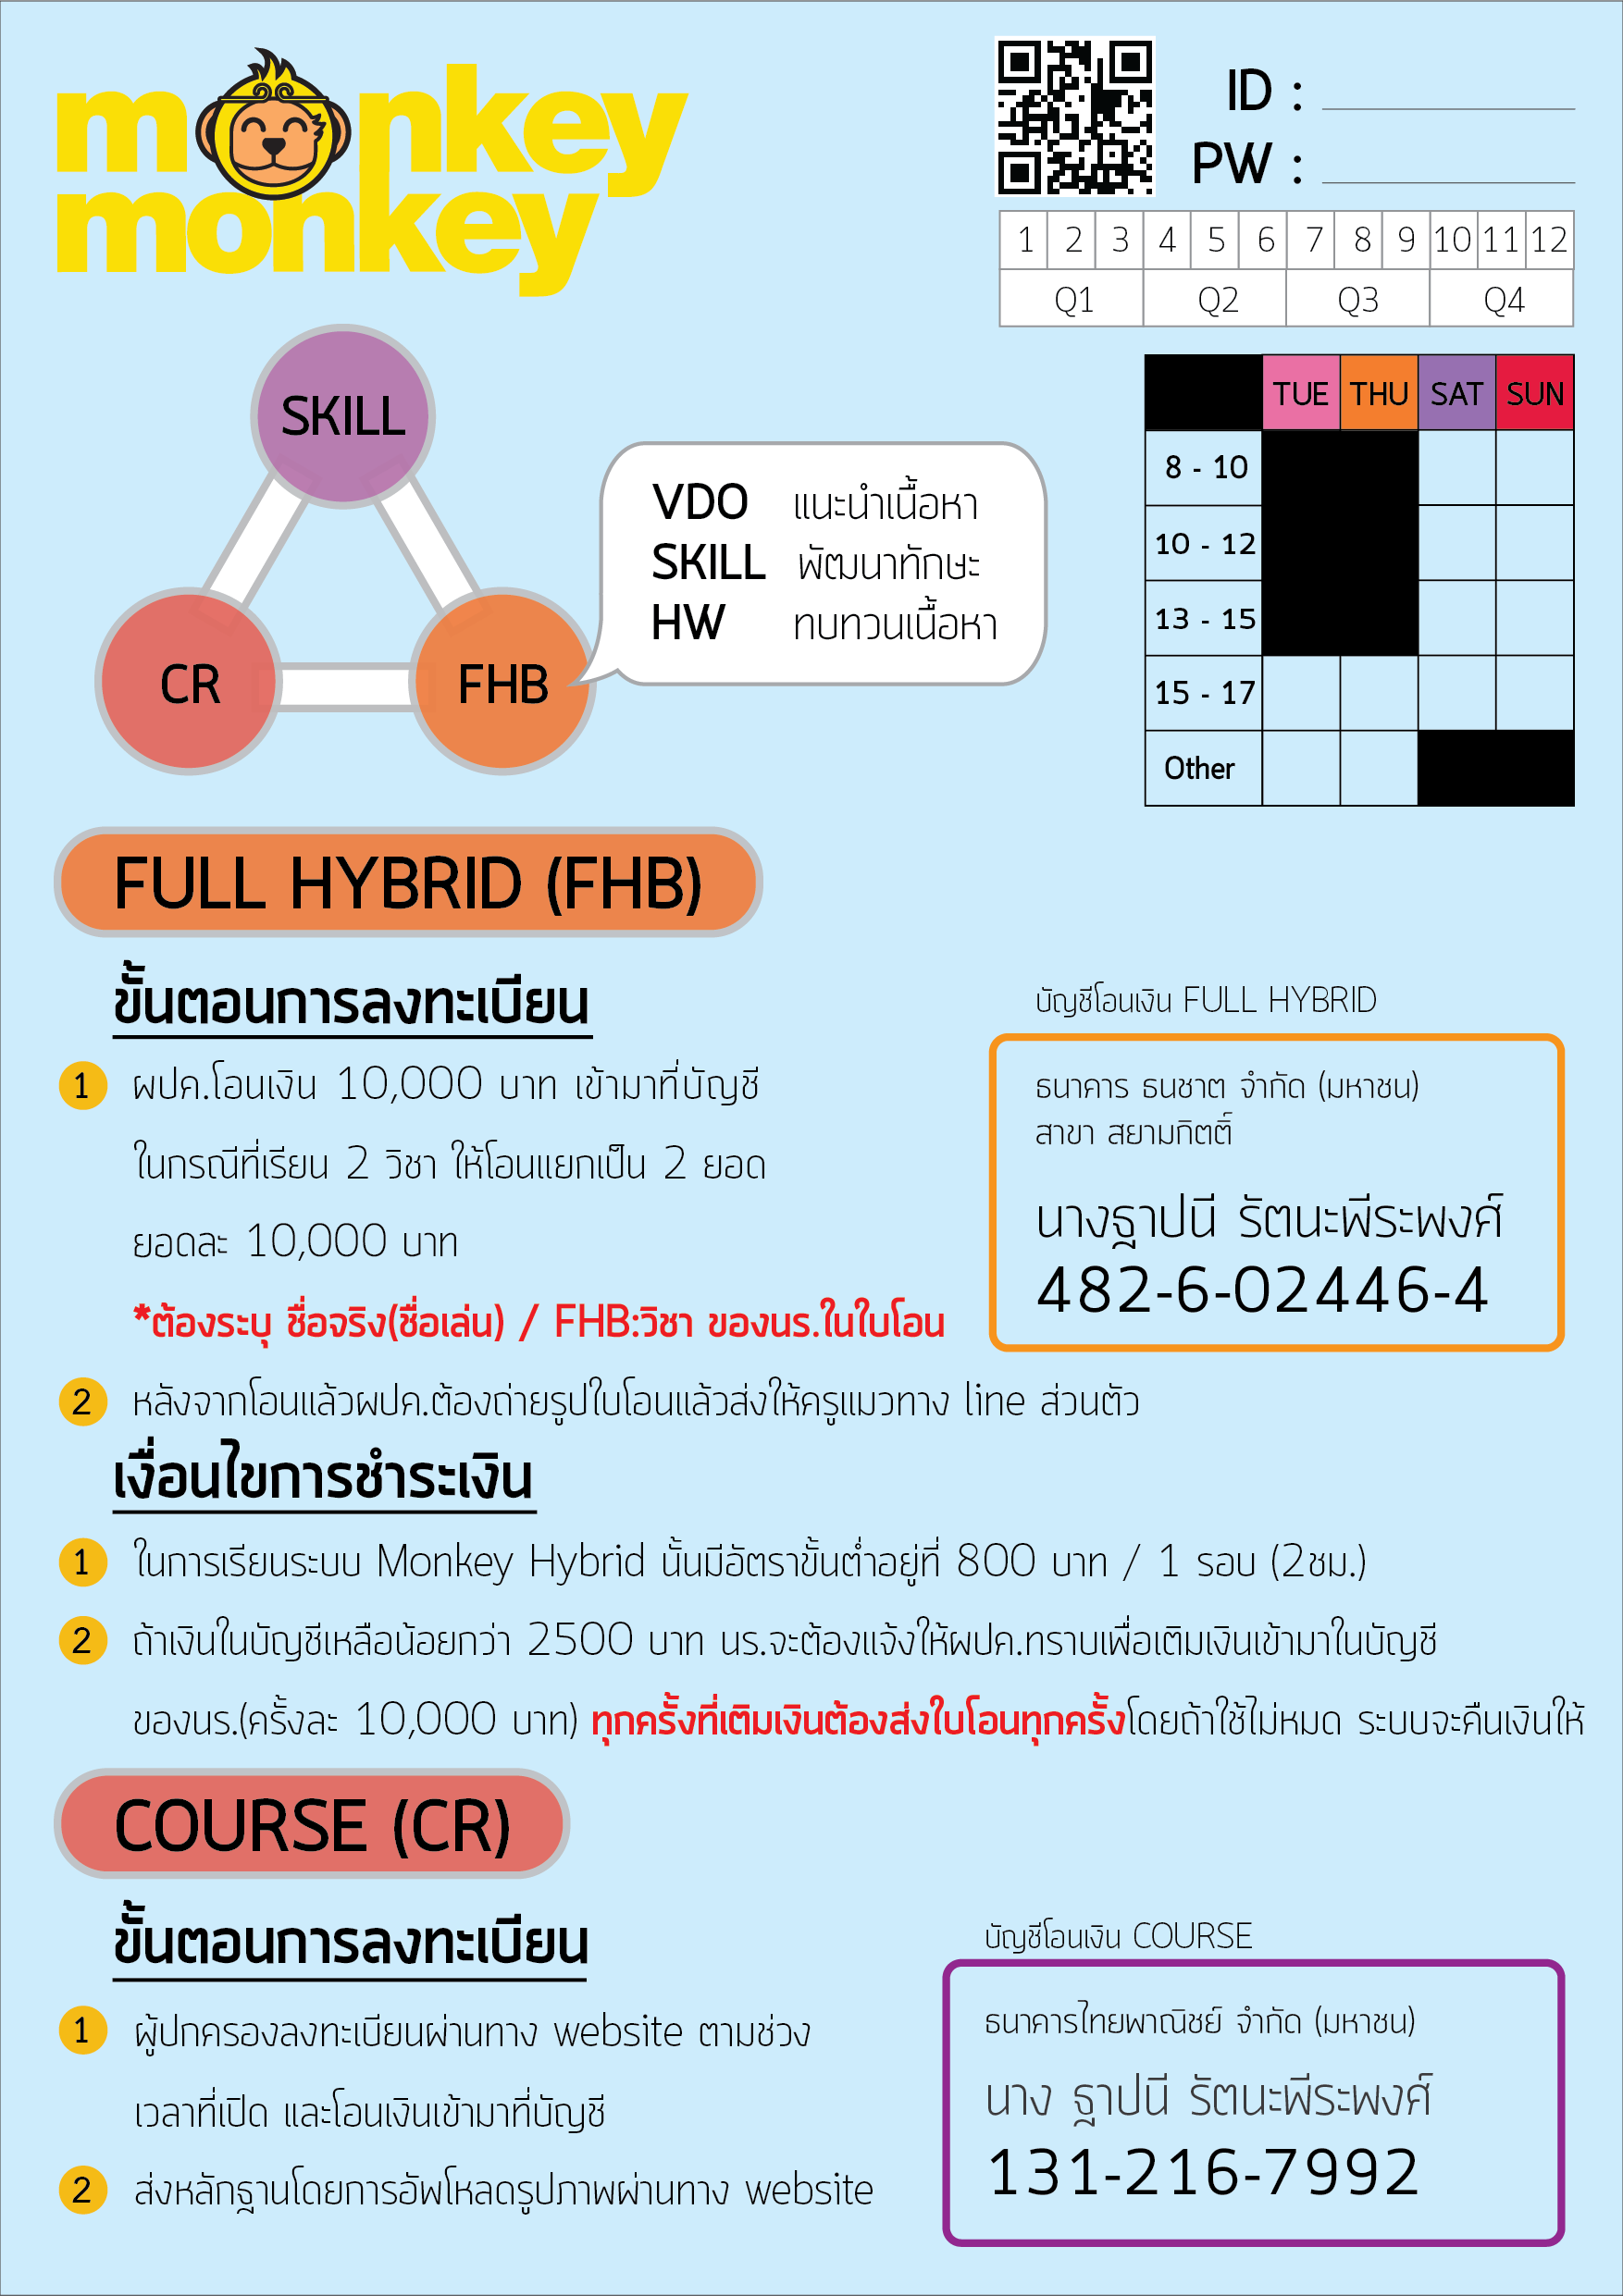 monkey
monkey
ID :
PW :
1 2 3 4 5 6 7 8 9 10 11 12
Q1 Q2 Q3 Q4
TUE THU SAT SUN
8 - 10
10 - 12
13 - 15
15 - 17
Other
SKILL
CR
FHB
VDO แนะนำเนื้อหา
SKILL พัฒนาทักษะ
HW ทบทวนเนื้อหา
FULL HYBRID (FHB)
ขั้นตอนการลงทะเบียน
1 ผปค.โอนเงิน 10,000 บาท เข้ามาที่บัญชี
ในกรณีที่เรียน 2 วิชา ให้โอนแยกเป็น 2 ยอด
ยอดละ 10,000 บาท
*ต้องระบุ ชื่อจริง(ชื่อเล่น) / FHB:วิชา ของนร.ในใบโอน
2 หลังจากโอนแล้วผปค.ต้องถ่ายรูปใบโอนแล้วส่งให้ครูแมวทาง line ส่วนตัว
บัญชีโอนเงิน FULL HYBRID
ธนาคาร ธนชาต จำกัด (มหาชน)
สาขา สยามกิตติ์
นางฐาปนี รัตนะพีระพงศ์
482-6-02446-4
เงื่อนไขการชำระเงิน
1 ในการเรียนระบบ Monkey Hybrid นั้นมีอัตราขั้นต่ำอยู่ที่ 800 บาท / 1 รอบ (2ชม.)
2 ถ้าเงินในบัญชีเหลือน้อยกว่า 2500 บาท นร.จะต้องแจ้งให้ผปค.ทราบเพื่อเติมเงินเข้ามาในบัญชี
ของนร.(ครั้งละ 10,000 บาท) ทุกครั้งที่เติมเงินต้องส่งใบโอนทุกครั้งโดยถ้าใช้ไม่หมด ระบบจะคืนเงินให้
COURSE (CR)
ขั้นตอนการลงทะเบียน
1 ผู้ปกครองลงทะเบียนผ่านทาง website ตามช่วง
เวลาที่เปิด และโอนเงินเข้ามาที่บัญชี
2 ส่งหลักฐานโดยการอัพโหลดรูปภาพผ่านทาง website
บัญชีโอนเงิน COURSE
ธนาคารไทยพาณิชย์ จำกัด (มหาชน)
นาง ฐาปนี รัตนะพีระพงศ์
131-216-7992